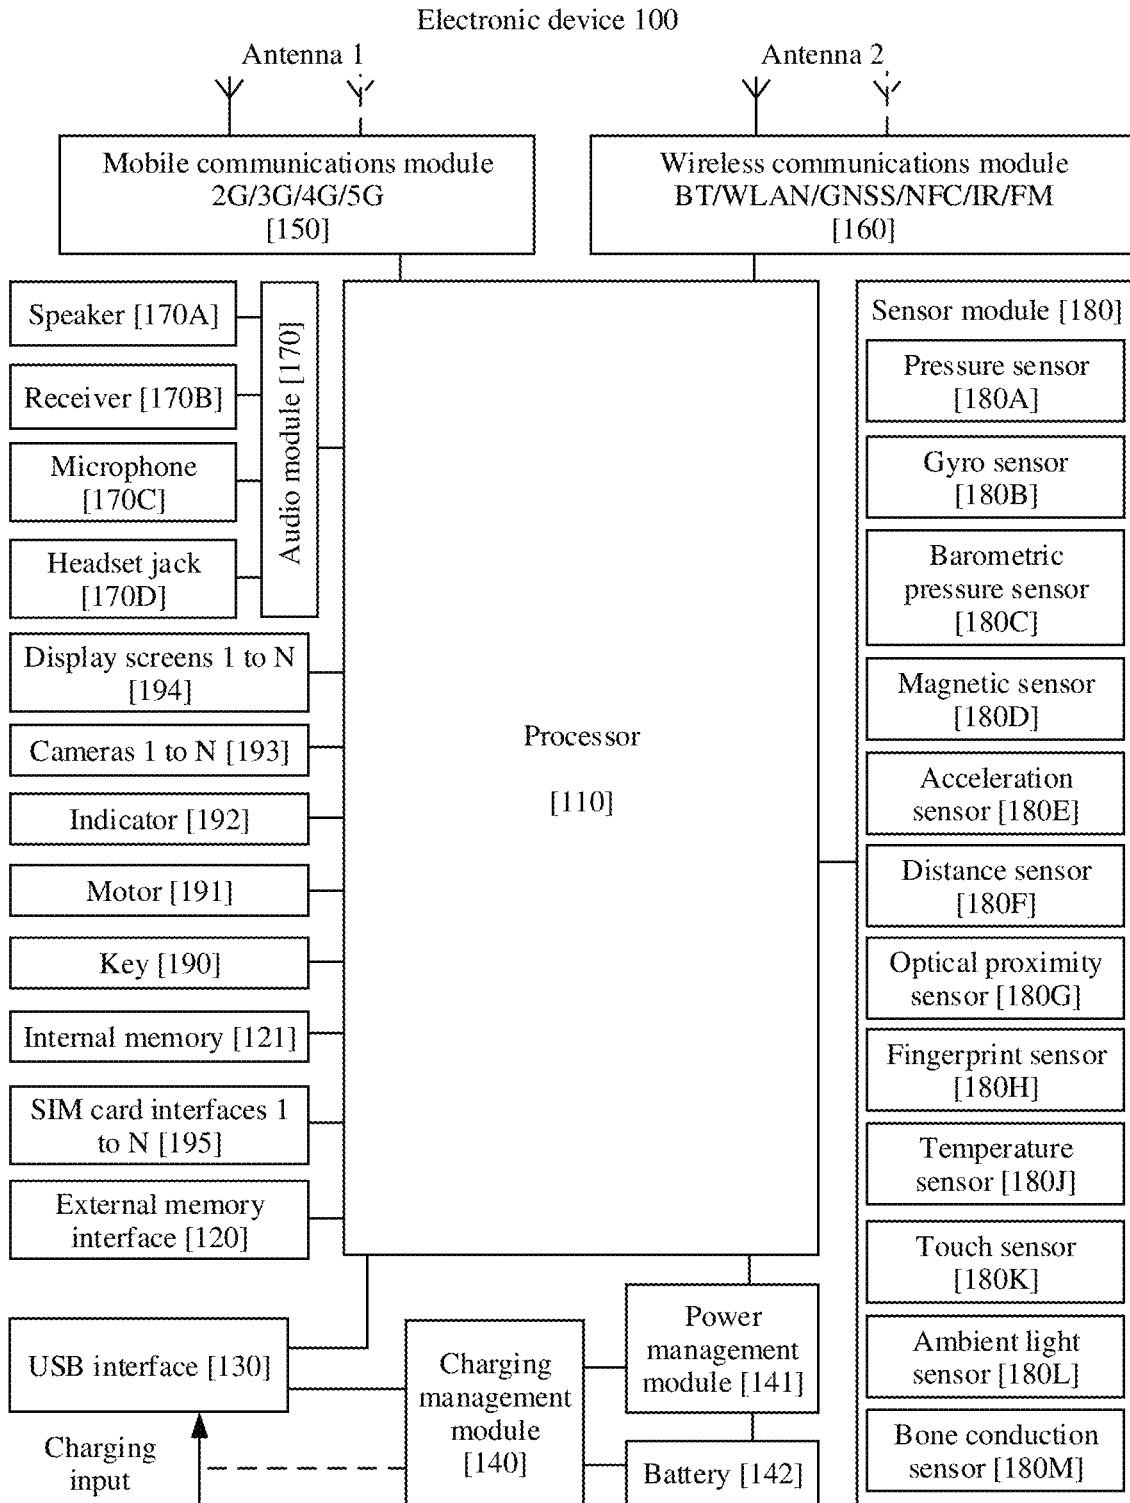 Electronic device 100
Antenna 1
Antenna 2
Mobile communications module
2G/3G/4G/5G
[150]
Wireless communications module
BT/WLAN/GNSS/NFC/IR/FM
[160]
Speaker [170A]
Receiver [170B]
Microphone
[170C]
Headset jack
[170D]
Audio module [170]
Display screens 1 to N
[194]
Cameras 1 to N [193]
Indicator [192]
Motor [191]
Key [190]
Internal memory [121]
SIM card interfaces 1
to N [195]
External memory
interface [120]
Processor
[110]
Sensor module [180]
Pressure sensor
[180A]
Gyro sensor
[180B]
Barometric
pressure sensor
[180C]
Magnetic sensor
[180D]
Acceleration
sensor [180E]
Distance sensor
[180F]
Optical proximity
sensor [180G]
Fingerprint sensor
[180H]
Temperature
sensor [180J]
Touch sensor
[180K]
Ambient light
sensor [180L]
Bone conduction
sensor [180M]
USB interface [130]
Charging
input
Charging
management
module
[140]
Power
management
module [141]
Battery [142]